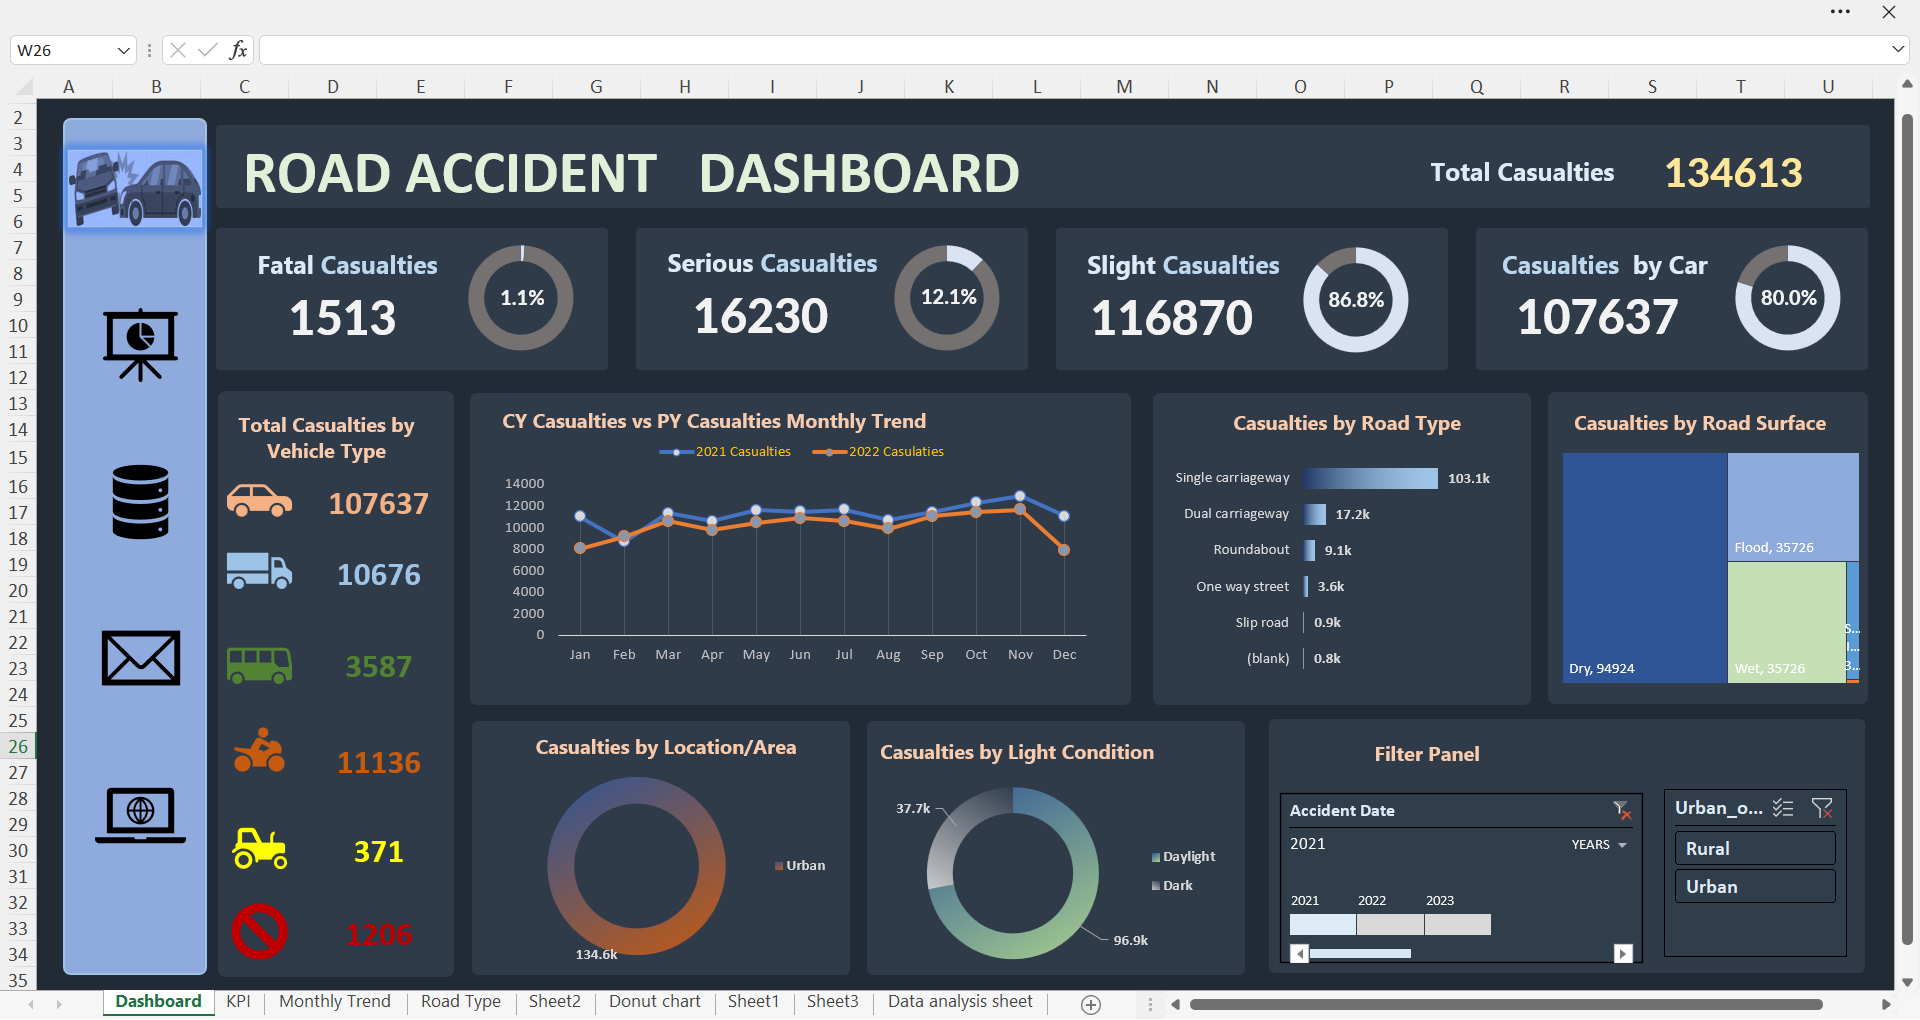 W26
fx
A B C D E F G H I J K L M N O P Q R S T U
2
3
4
5
6
7
8
9
10
11
12
13
14
15
16
17
18
19
20
21
22
23
24
25
26
27
28
29
30
31
32
33
34
35
ROAD ACCIDENT DASHBOARD
Total Casualties 134613
Fatal Casualties
1513
1.1%
Serious Casualties
16230
12.1%
Slight Casualties
116870
86.8%
Casualties by Car
107637
80.0%
Total Casualties by
Vehicle Type
107637
10676
3587
11136
371
1206
CY Casualties vs PY Casualties Monthly Trend
2021 Casualties 2022 Casulaties
14000
12000
10000
8000
6000
4000
2000
0
Jan Feb Mar Apr May Jun Jul Aug Sep Oct Nov Dec
Casualties by Road Type
Single carriageway 103.1k
Dual carriageway 17.2k
Roundabout 9.1k
One way street 3.6k
Slip road 0.9k
(blank) 0.8k
Casualties by Road Surface
Flood, 35726
Dry, 94924
Wet, 35726
S...
I...
3...
Casualties by Location/Area
Urban
134.6k
Casualties by Light Condition
37.7k
Daylight
Dark
96.9k
Filter Panel
Accident Date
2021 YEARS
2021 2022 2023
Urban_o...
Rural
Urban
Dashboard KPI Monthly Trend Road Type Sheet2 Donut chart Sheet1 Sheet3 Data analysis sheet